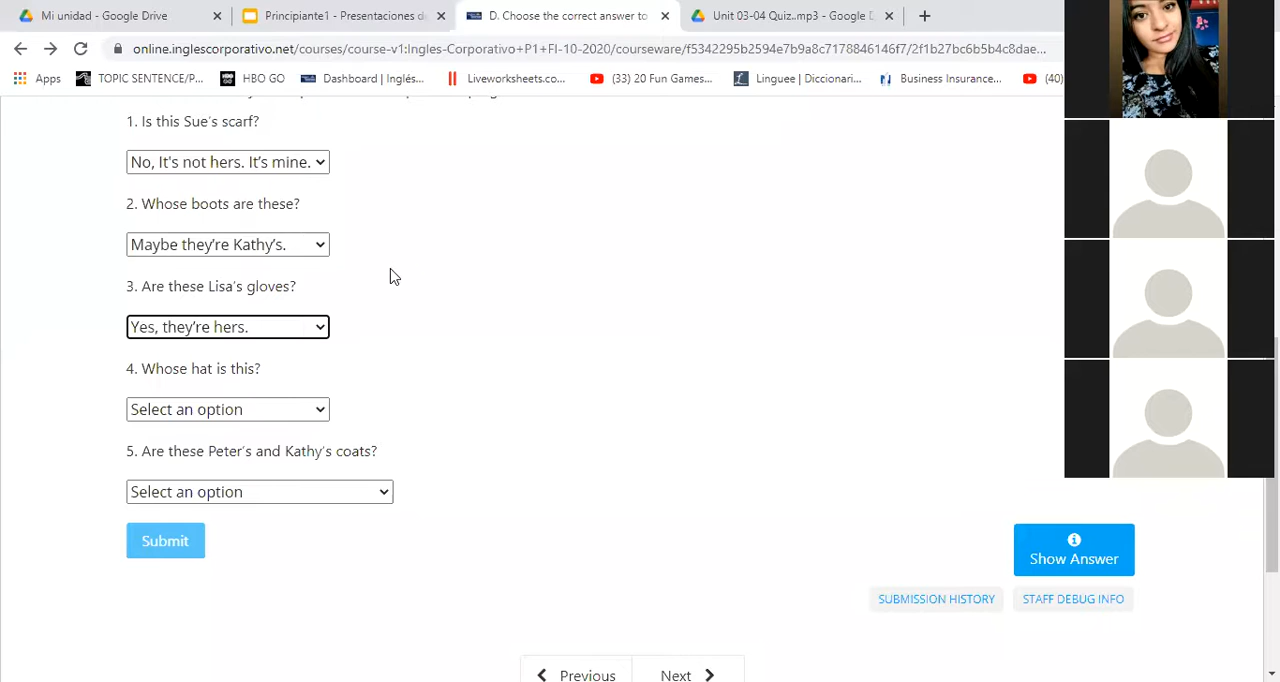 Mi unidad - Google Drive
Principiante1 - Presentaciones d
D. Choose the correct answer to
Unit 03-04 Quiz..mp3 - Google D
online.inglescorporativo.net/courses/course-v1:Ingles-Corporativo+P1+FI-10-2020/courseware/f5342295b2594e7b9a8c7178846146f7/2f1b27bc6b5b4c8dae...
Apps
TOPIC SENTENCE/P...
HBO GO
Dashboard | Inglés...
Liveworksheets.co...
(33) 20 Fun Games...
Linguee | Diccionari...
Business Insurance...
(40)
1. Is this Sue's scarf?
No, It's not hers. It's mine.
2. Whose boots are these?
Maybe they're Kathy's.
3. Are these Lisa's gloves?
Yes, they're hers.
4. Whose hat is this?
Select an option
5. Are these Peter's and Kathy's coats?
Select an option
Submit
Show Answer
SUBMISSION HISTORY
STAFF DEBUG INFO
Previous
Next